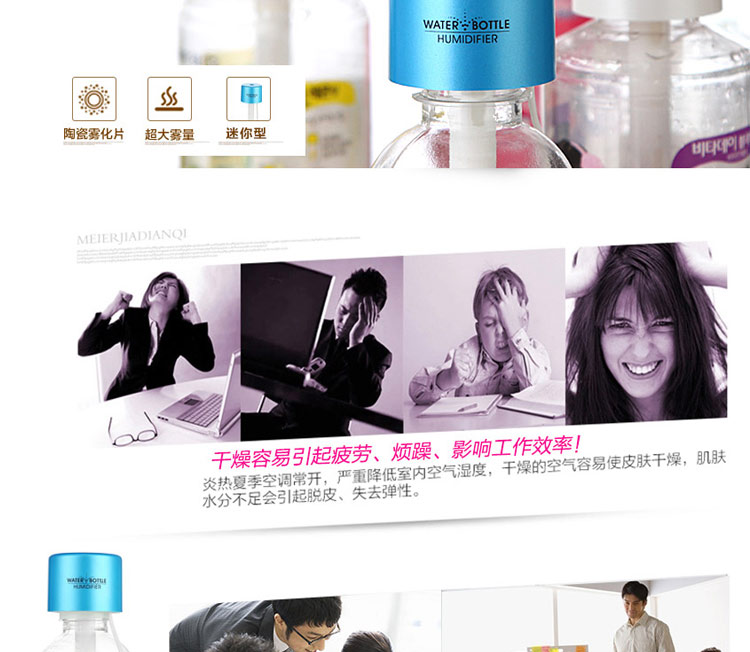 WATER BOTTLE
HUMIDIFIER
陶瓷雾化片
超大雾量
迷你型
비타데이
MEIERJIADIANQI
干燥容易引起疲劳、烦躁、影响工作效率！
炎热夏季空调常开，严重降低室内空气湿度，干燥的空气容易使皮肤干燥，肌肤
水分不足会引起脱皮、失去弹性。
WATER BOTTLE
HUMIDIFIER